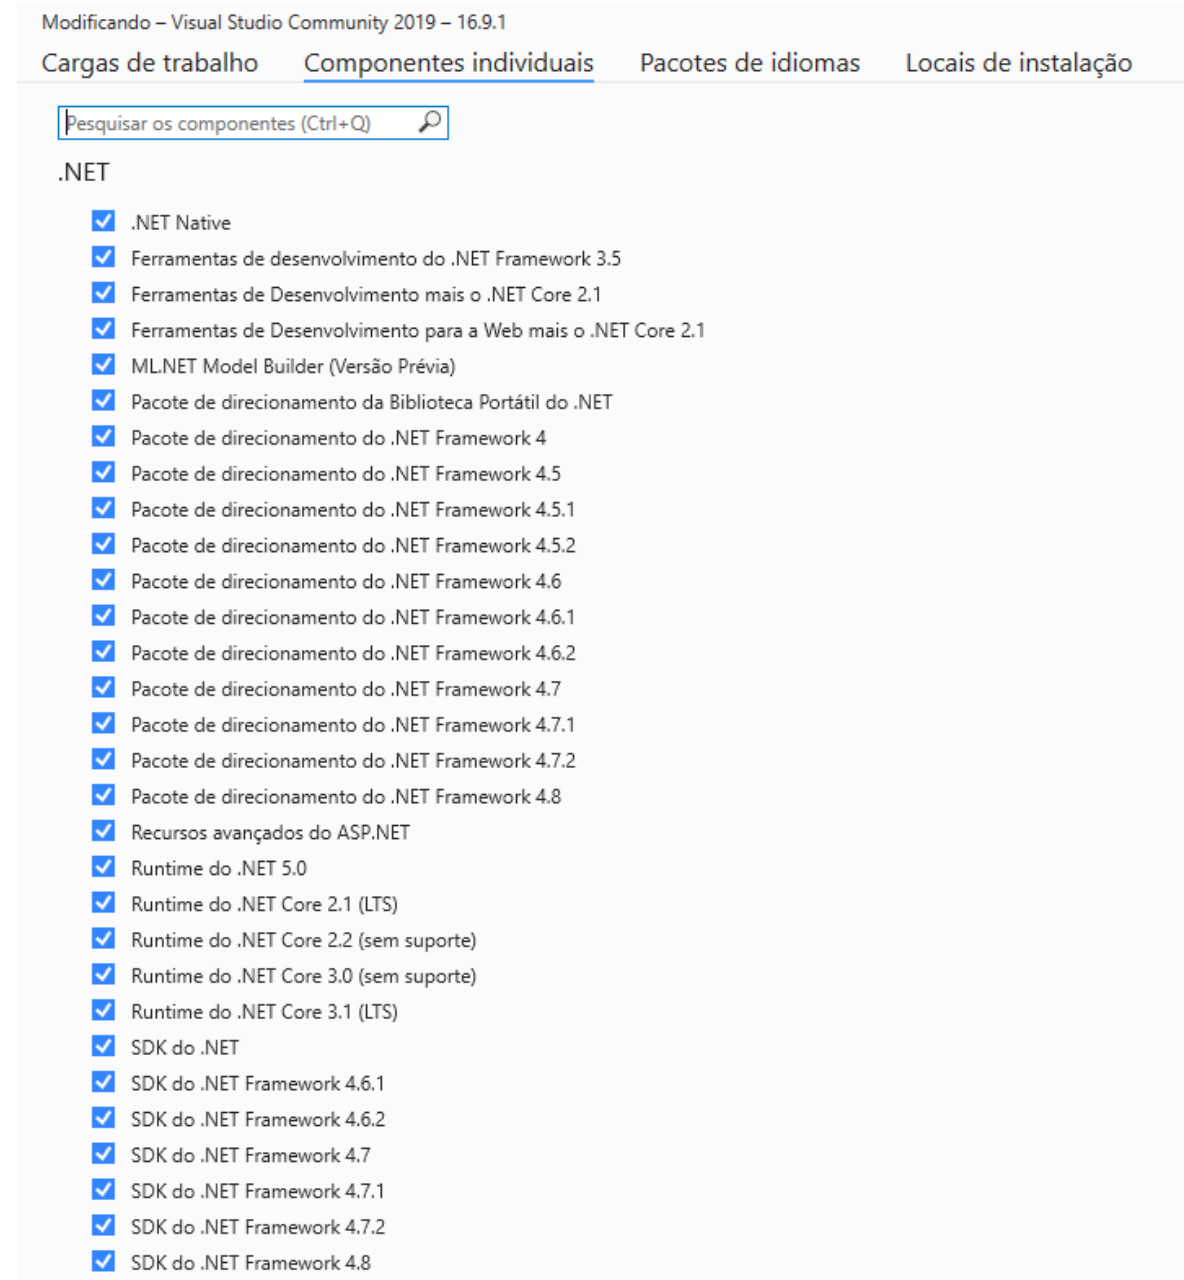 Modificando – Visual Studio Community 2019 – 16.9.1
Cargas de trabalho Componentes individuais Pacotes de idiomas Locais de instalação
Pesquisar os componentes (Ctrl+Q)
.NET
.NET Native
Ferramentas de desenvolvimento do .NET Framework 3.5
Ferramentas de Desenvolvimento mais o .NET Core 2.1
Ferramentas de Desenvolvimento para a Web mais o .NET Core 2.1
ML.NET Model Builder (Versão Prévia)
Pacote de direcionamento da Biblioteca Portátil do .NET
Pacote de direcionamento do .NET Framework 4
Pacote de direcionamento do .NET Framework 4.5
Pacote de direcionamento do .NET Framework 4.5.1
Pacote de direcionamento do .NET Framework 4.5.2
Pacote de direcionamento do .NET Framework 4.6
Pacote de direcionamento do .NET Framework 4.6.1
Pacote de direcionamento do .NET Framework 4.6.2
Pacote de direcionamento do .NET Framework 4.7
Pacote de direcionamento do .NET Framework 4.7.1
Pacote de direcionamento do .NET Framework 4.7.2
Pacote de direcionamento do .NET Framework 4.8
Recursos avançados do ASP.NET
Runtime do .NET 5.0
Runtime do .NET Core 2.1 (LTS)
Runtime do .NET Core 2.2 (sem suporte)
Runtime do .NET Core 3.0 (sem suporte)
Runtime do .NET Core 3.1 (LTS)
SDK do .NET
SDK do .NET Framework 4.6.1
SDK do .NET Framework 4.6.2
SDK do .NET Framework 4.7
SDK do .NET Framework 4.7.1
SDK do .NET Framework 4.7.2
SDK do .NET Framework 4.8